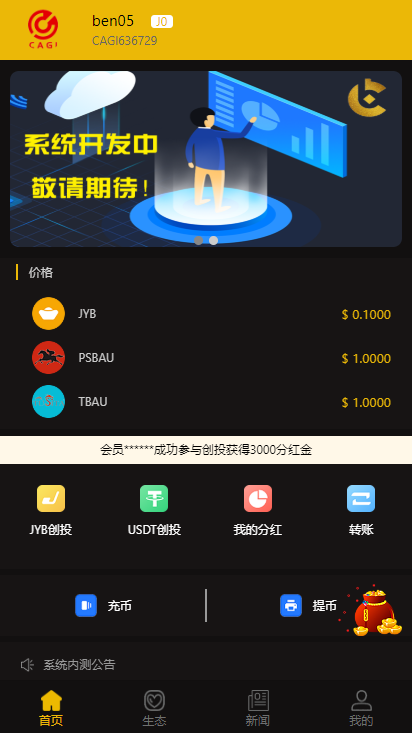 CAGI
ben05 J0
CAGI636729
系统开发中
敬请期待!
价格
JYB $ 0.1000
PSBAU $ 1.0000
TBAU $ 1.0000
会员******成功参与创投获得3000分红金
JYB创投 USDT创投 我的分红 转账
充币 提币
系统内测公告
首页 生态 新闻 我的